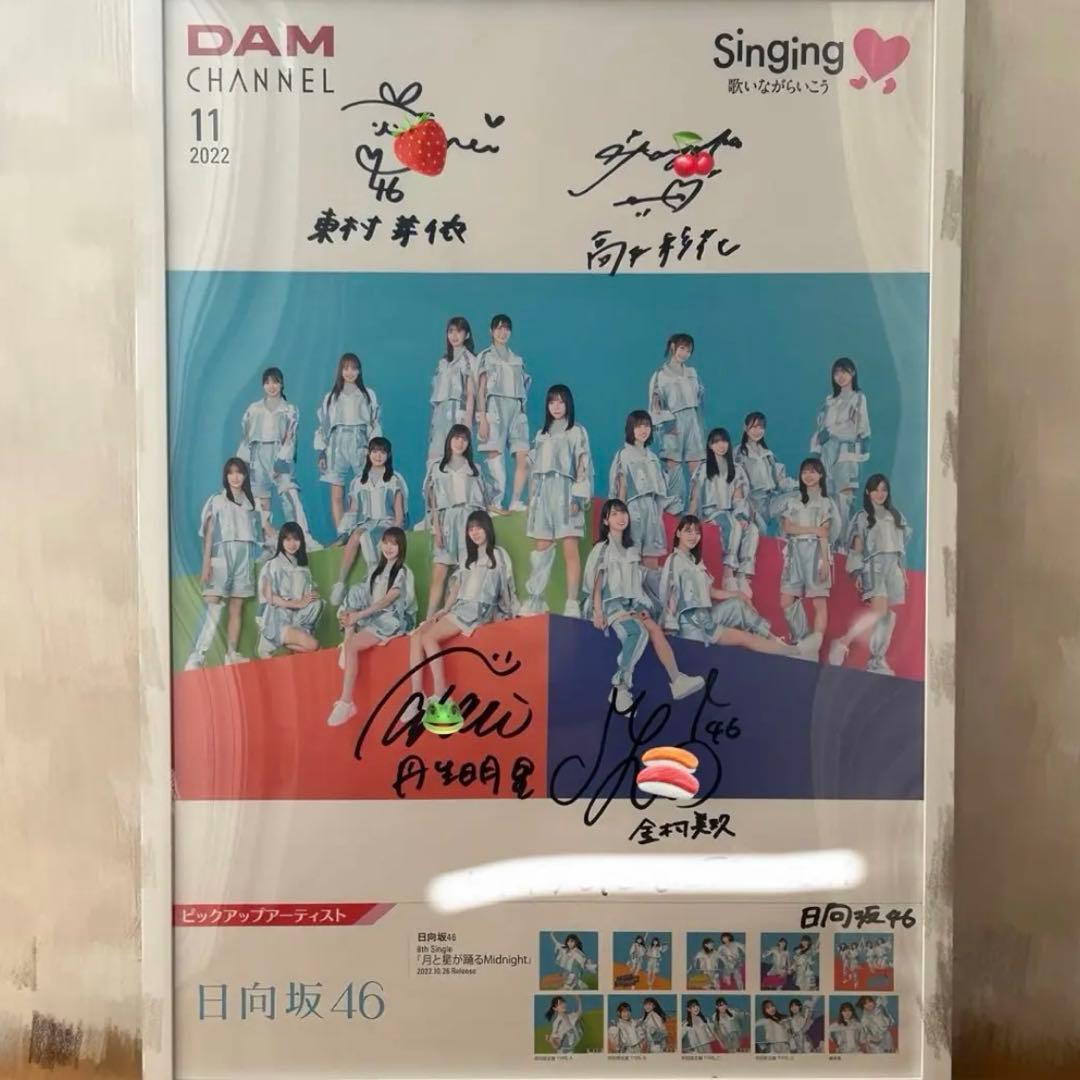 DAM
CHANNEL
11
2022
Singing
歌いながらいこう
46
東村芽依
高本彩花
46
丹生明里
金村美玖
ピックアップアーティスト
日向坂46
日向坂46
8th Single
『月と星が踊るMidnight』
2022.10.26 Release
日向坂46